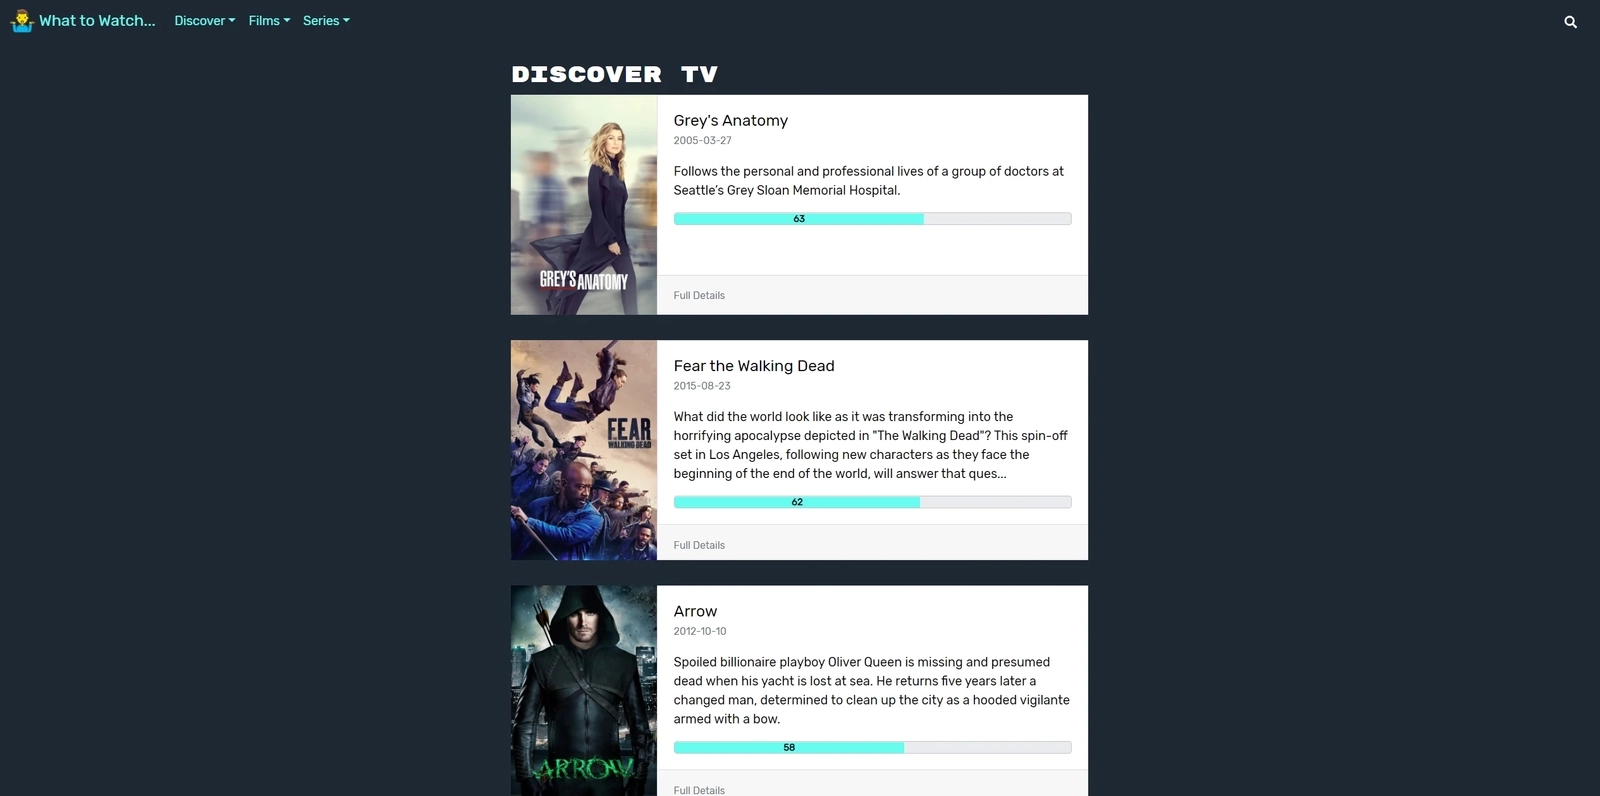 What to Watch...
Discover
Films
Series
DISCOVER TV
GREY'S ANATOMY
Grey's Anatomy
2005-03-27
Follows the personal and professional lives of a group of doctors at
Seattle’s Grey Sloan Memorial Hospital.
63
Full Details
FEAR
THE WALKING DEAD
Fear the Walking Dead
2015-08-23
What did the world look like as it was transforming into the
horrifying apocalypse depicted in "The Walking Dead"? This spin-off
set in Los Angeles, following new characters as they face the
beginning of the end of the world, will answer that ques...
62
Full Details
ARROW
Arrow
2012-10-10
Spoiled billionaire playboy Oliver Queen is missing and presumed
dead when his yacht is lost at sea. He returns five years later a
changed man, determined to clean up the city as a hooded vigilante
armed with a bow.
58
Full Details